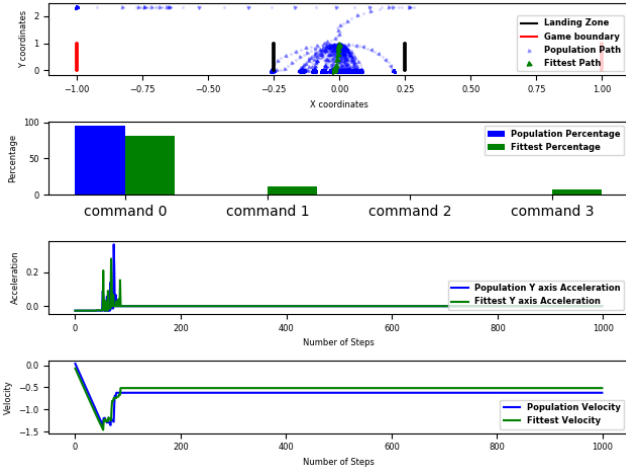 2
1
0
Y coordinates
Landing Zone
Game boundary
Population Path
Fittest Path
−1.00 −0.75 −0.50 −0.25 0.00 0.25 0.50 0.75 1.00
X coordinates
100
50
0
Percentage
Population Percentage
Fittest Percentage
command 0 command 1 command 2 command 3
0.2
0.0
Acceleration
Population Y axis Acceleration
Fittest Y axis Acceleration
0 200 400 600 800 1000
Number of Steps
0.0
−0.5
−1.0
−1.5
Velocity
Population Velocity
Fittest Velocity
0 200 400 600 800 1000
Number of Steps